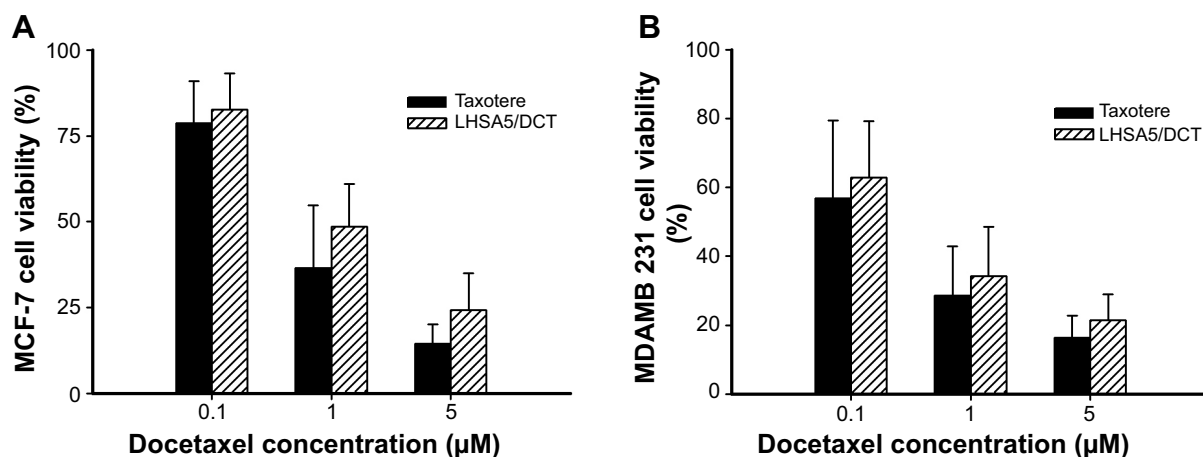 A
MCF-7 cell viability (%)
100
75
50
25
0
Taxotere
LHSA5/DCT
0.1
1
5
Docetaxel concentration (µM)
B
MDAMB 231 cell viability
(%)
100
80
60
40
20
0
Taxotere
LHSA5/DCT
0.1
1
5
Docetaxel concentration (µM)